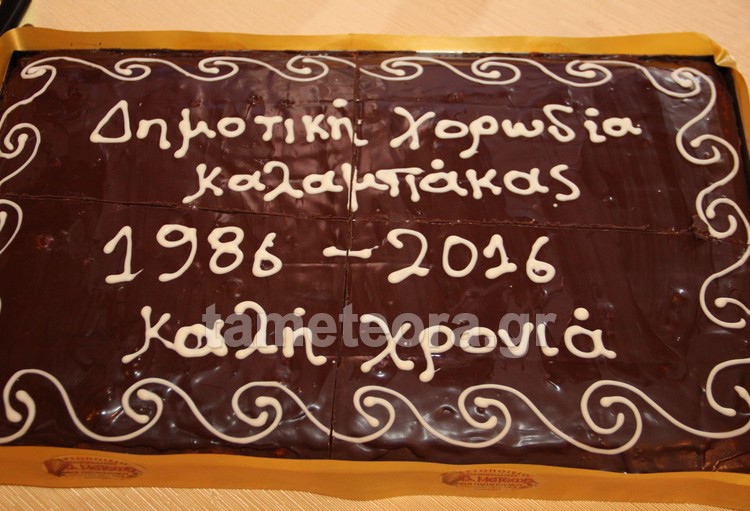 Δημοτική χορωδία
καλαμπάκας
1986 - 2016
καλή χρονιά
tameteora.gr